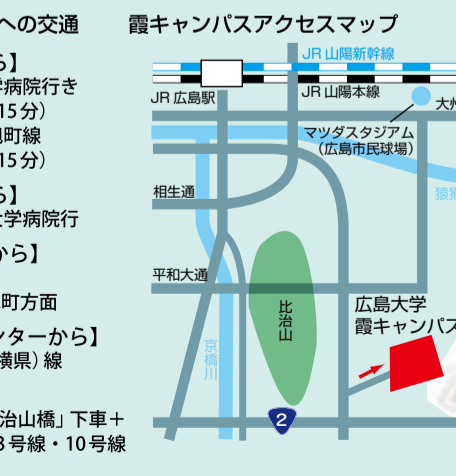 への交通
ら】
学病院行き
15分）
旭町線
15分）
ら】
大学病院行
から】
町方面
ンターから】
横県）線
治山橋」下車＋
3号線・10号線
霞キャンパスアクセスマップ
JR 山陽新幹線
JR 広島駅
JR 山陽本線
大州
マツダスタジアム
（広島市民球場）
猿猴
相生通
平和大通
比治山
京橋川
広島大学
霞キャンパス
2